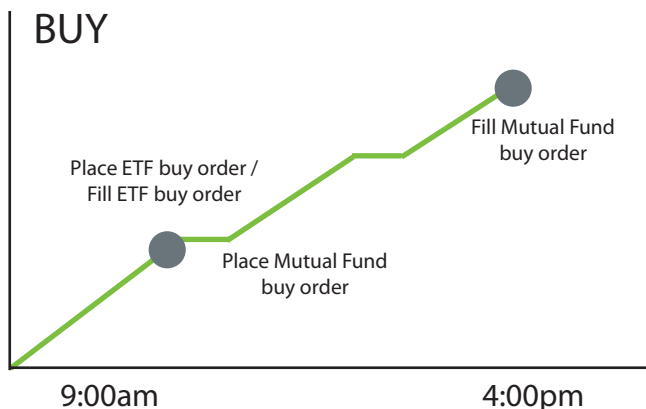 BUY
Fill Mutual Fund
buy order
Place ETF buy order /
Fill ETF buy order
Place Mutual Fund
buy order
9:00am
4:00pm